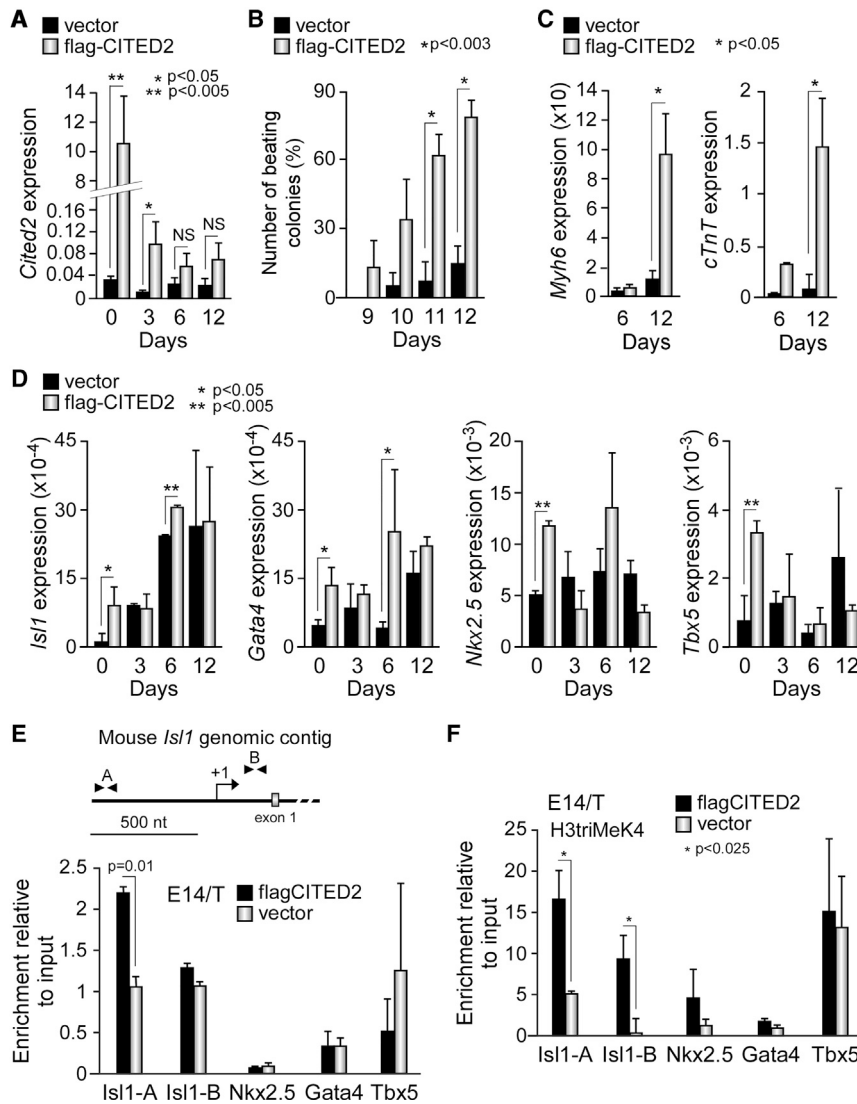 A
vector
flag-CITED2
* p<0.05
** p<0.005
Cited2 expression
14
12
10
8
0.16
0.12
0.08
0.04
0
**
*
NS
NS
0 3 6 12
Days
B
vector
flag-CITED2
*p<0.003
Number of beating
colonies (%)
90
60
30
0
*
*
9 10 11 12
Days
C
vector
flag-CITED2
* p<0.05
Myh6 expression (x10)
14
12
10
8
6
4
2
0
*
6 12
Days
cTnT expression
2
1.5
1
0.5
0
*
6 12
Days
D
vector
flag-CITED2
* p<0.05
** p<0.005
Isl1 expression (x10-4)
45
30
15
0
*
**
0 3 6 12
Days
Gata4 expression (x10-4)
45
30
15
0
*
*
0 3 6 12
Days
Nkx2.5 expression (x10-3)
20
15
10
5
0
**
0 3 6 12
Days
Tbx5 expression (x10-3)
6
4
2
0
**
0 3 6 12
Days
E
Mouse Isl1 genomic contig
A
+1
B
exon 1
500 nt
Enrichment relative
to input
2.5
2
1.5
1
0.5
0
p=0.01
E14/T
flagCITED2
vector
Isl1-A Isl1-B Nkx2.5 Gata4 Tbx5
F
E14/T
H3triMeK4
flagCITED2
vector
* p<0.025
Enrichment relative
to input
25
20
15
10
5
0
*
*
Isl1-A Isl1-B Nkx2.5 Gata4 Tbx5